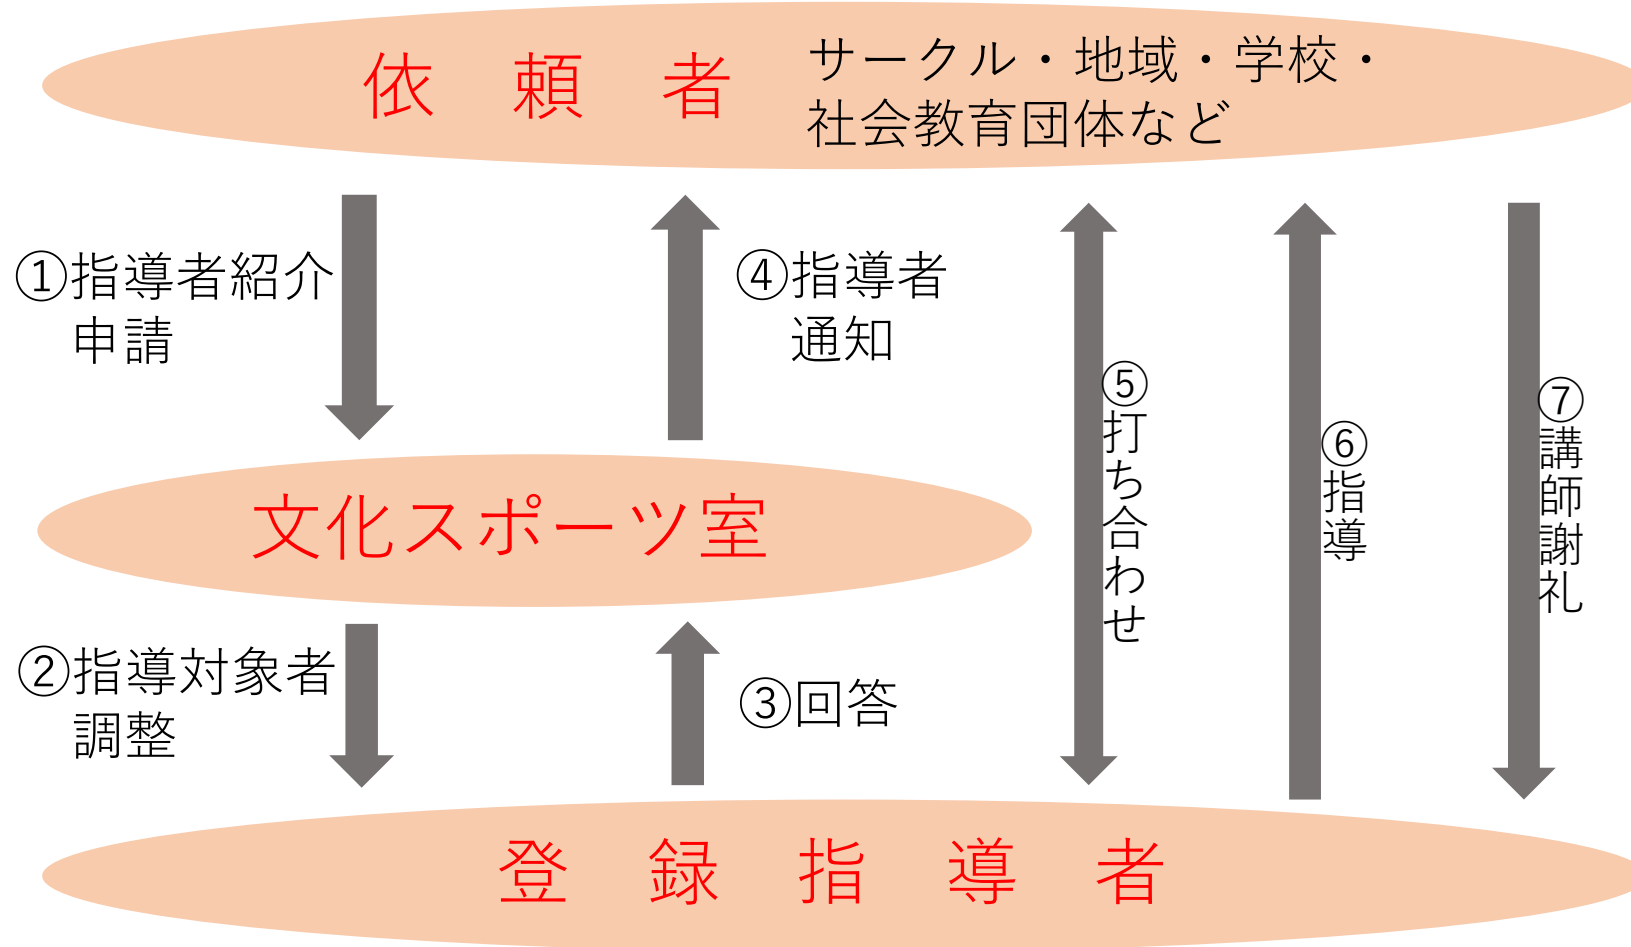 依　頼　者
サークル・地域・学校・
社会教育団体など
①指導者紹介
申請
④指導者
通知
⑤打ち合わせ
⑥指導
⑦講師謝礼
文化スポーツ室
②指導対象者
調整
③回答
登　録　指　導　者